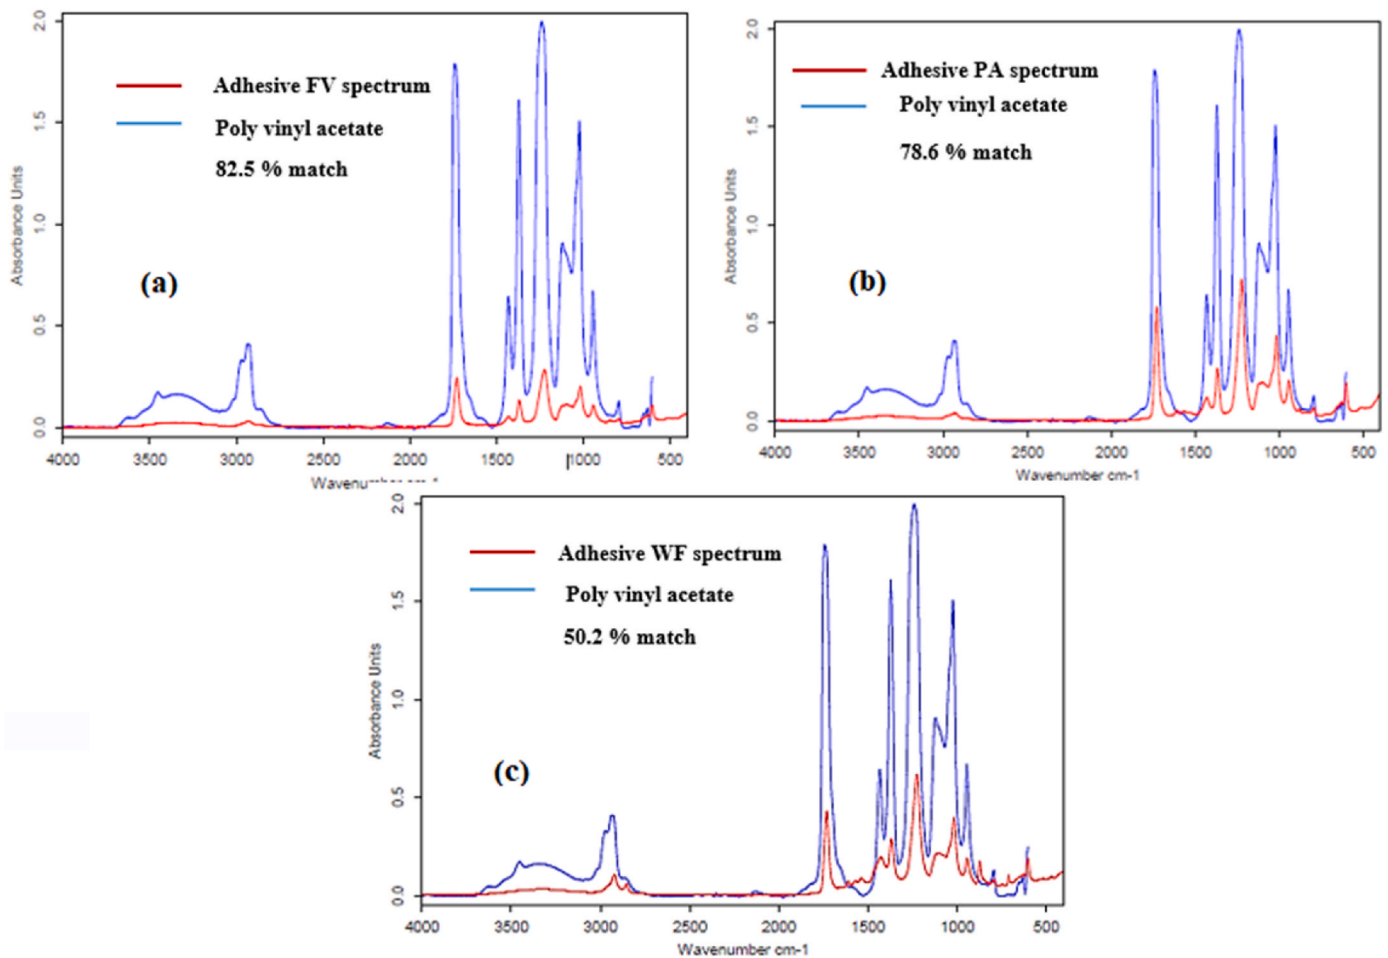 2.0
1.5
1.0
0.5
0.0
Absorbance Units
Adhesive FV spectrum
Poly vinyl acetate
82.5 % match
(a)
4000 3500 3000 2500 2000 1500 1000 500
2.0
1.5
1.0
0.5
0.0
Absorbance Units
Adhesive PA spectrum
Poly vinyl acetate
78.6 % match
(b)
4000 3500 3000 2500 2000 1500 1000 500
Wavenumber cm-1
2.0
1.5
1.0
0.5
0.0
Absorbance Units
Adhesive WF spectrum
Poly vinyl acetate
50.2 % match
(c)
4000 3500 3000 2500 2000 1500 1000 500
Wavenumber cm-1